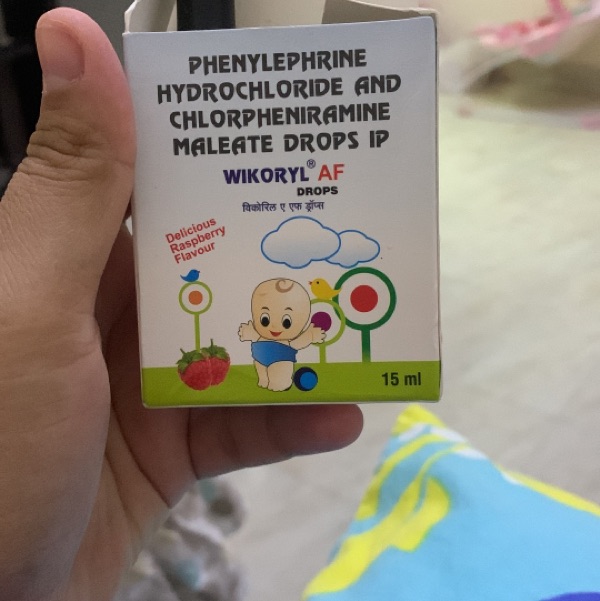 PHENYLEPHRINE
HYDROCHLORIDE AND
CHLORPHENIRAMINE
MALEATE DROPS IP
WIKORYL® AF
DROPS
विकोरिल ए एफ ड्रॉप्स
Delicious
Raspberry
Flavour
15 ml